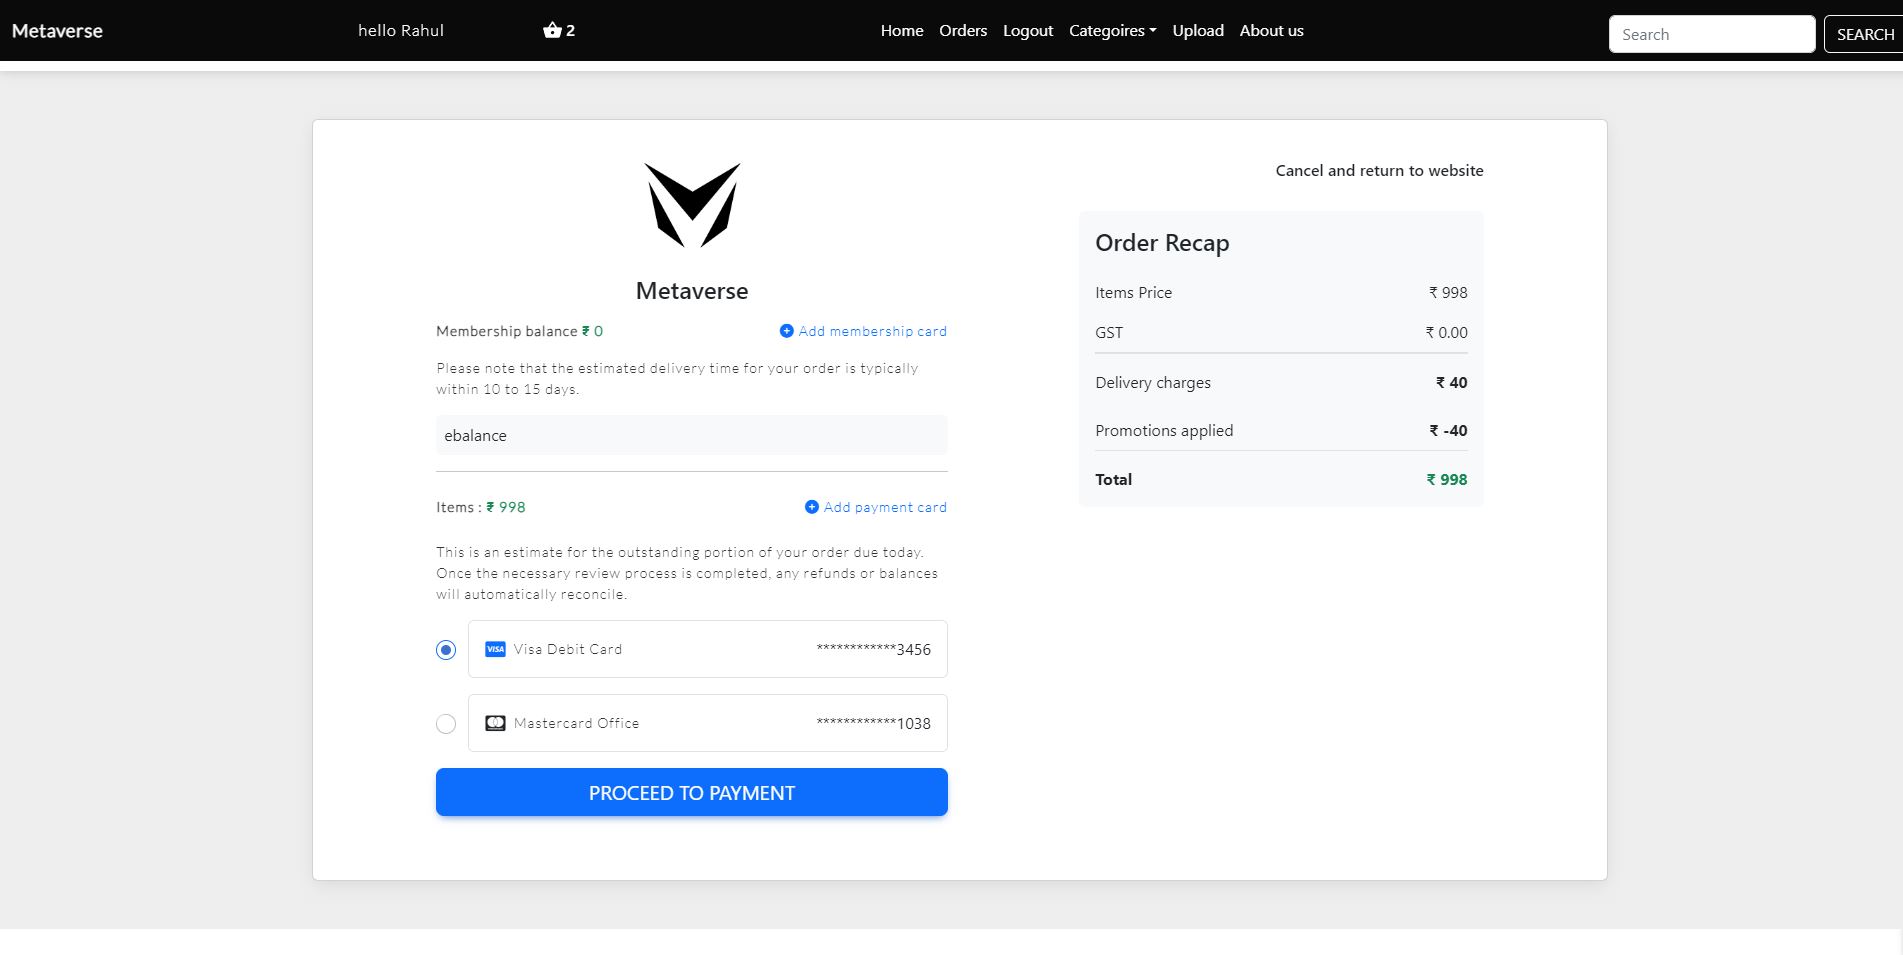 Metaverse
hello Rahul
2
Home Orders Logout Categoires Upload About us
Search
SEARCH
Metaverse
Membership balance ₹ 0
Add membership card
Please note that the estimated delivery time for your order is typically
within 10 to 15 days.
ebalance
Items : ₹ 998
Add payment card
This is an estimate for the outstanding portion of your order due today.
Once the necessary review process is completed, any refunds or balances
will automatically reconcile.
VISA Visa Debit Card ************3456
Mastercard Office ************1038
PROCEED TO PAYMENT
Cancel and return to website
Order Recap
Items Price ₹ 998
GST ₹ 0.00
Delivery charges ₹ 40
Promotions applied ₹ -40
Total ₹ 998